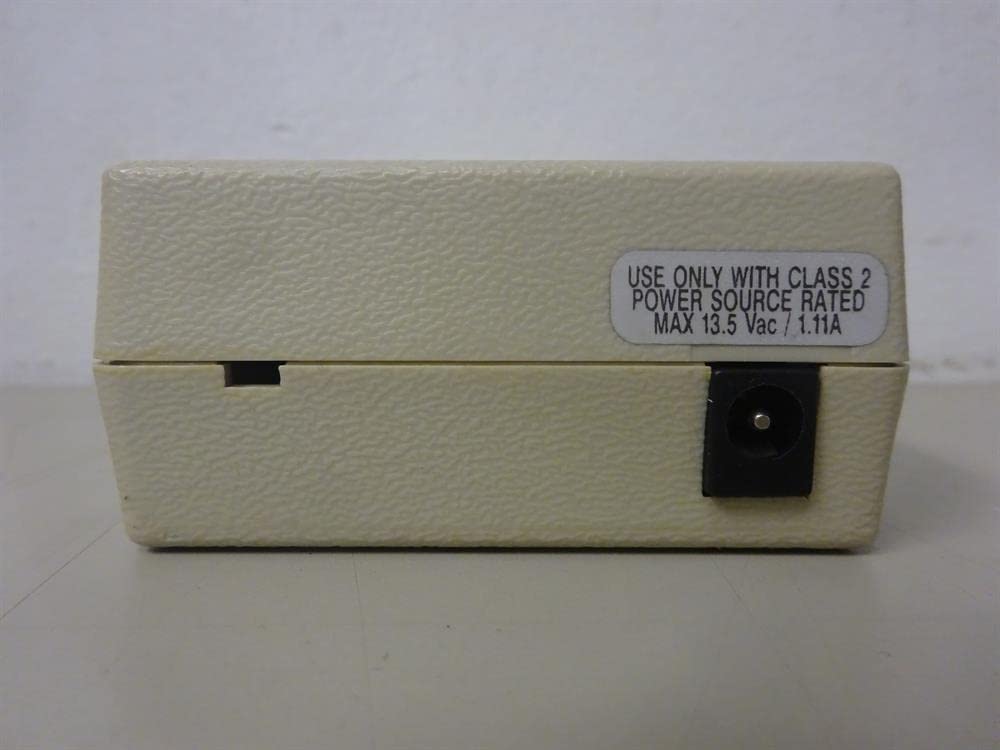 USE ONLY WITH CLASS 2
POWER SOURCE RATED
MAX 13.5 Vac / 1.11A